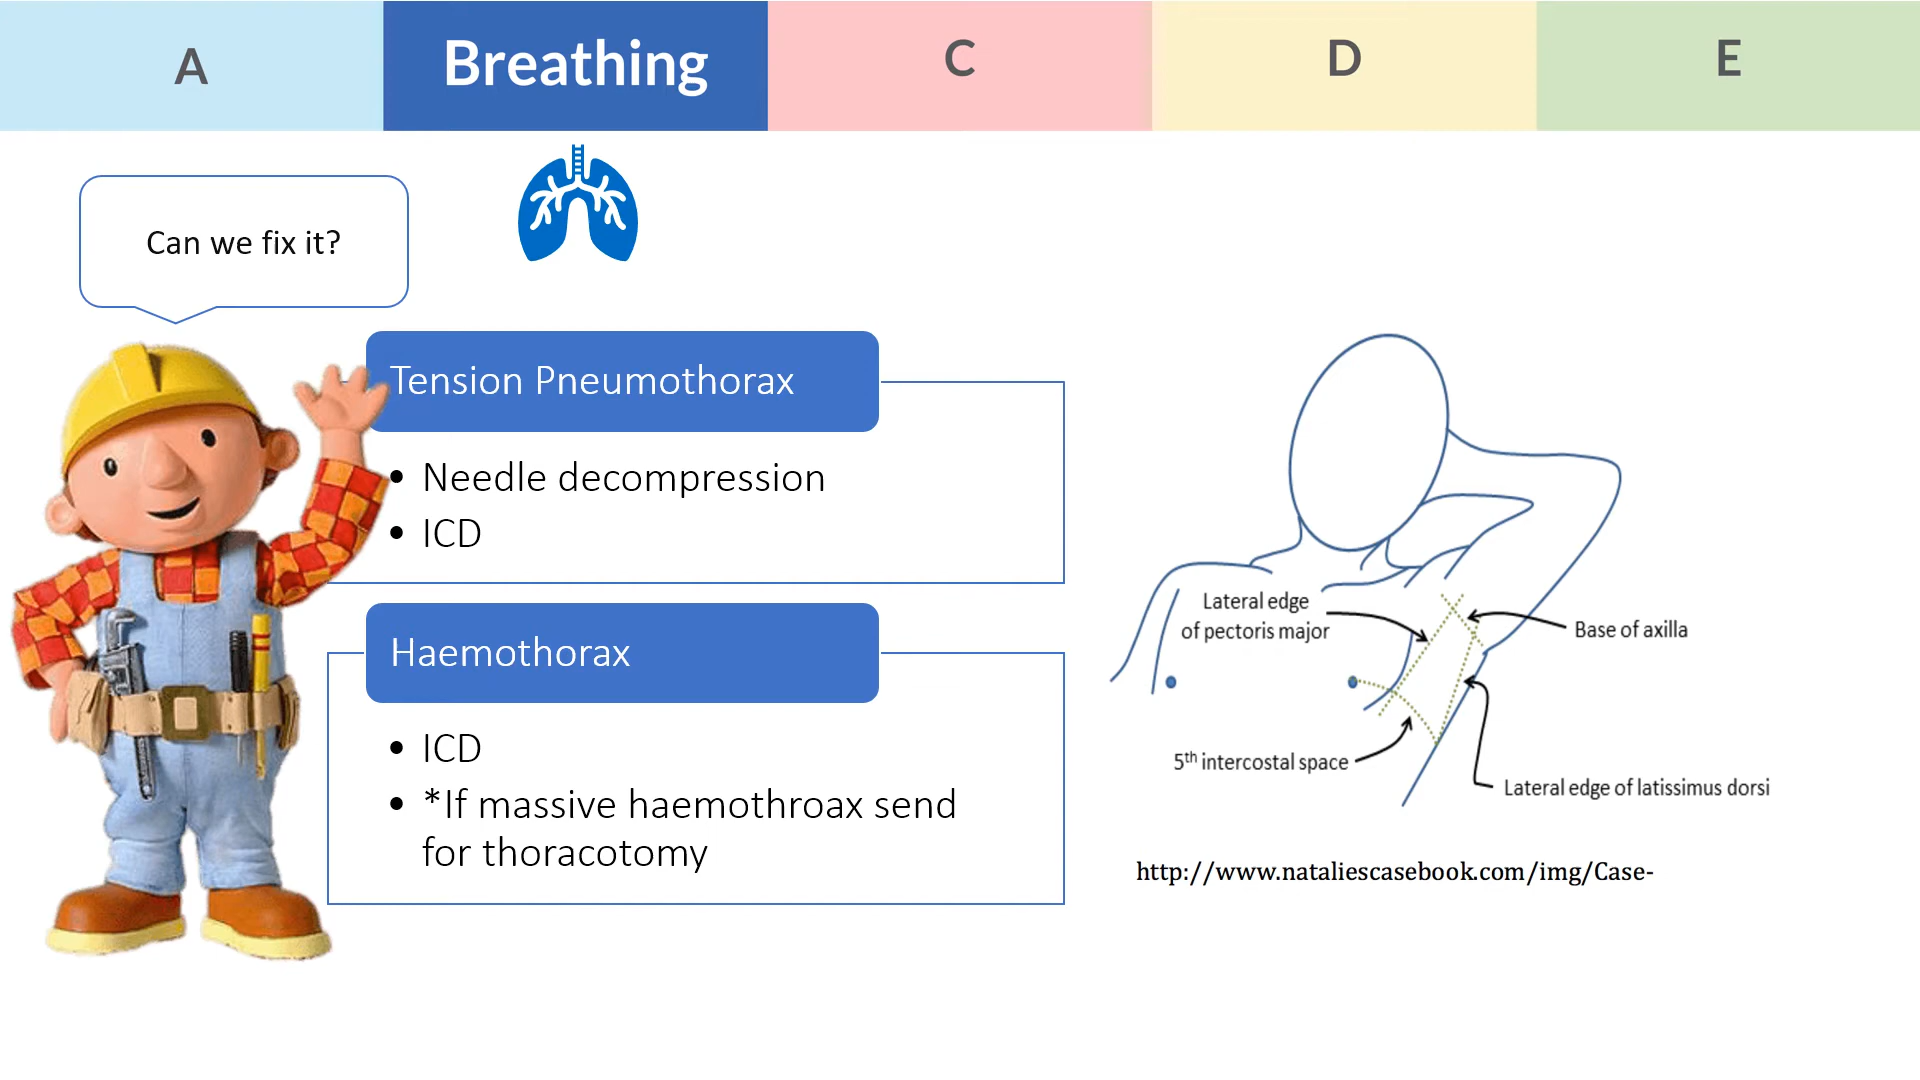 A
Breathing
C
D
E
Can we fix it?
Tension Pneumothorax
• Needle decompression
• ICD
Haemothorax
• ICD
• *If massive haemothroax send
for thoracotomy
Lateral edge
of pectoris major
Base of axilla
5th intercostal space
Lateral edge of latissimus dorsi
http://www.nataliescasebook.com/img/Case-